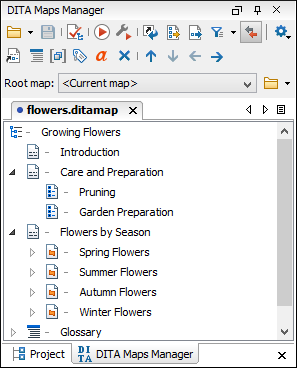 DITA Maps Manager
Root map: <Current map>
flowers.ditamap
- Growing Flowers
- Introduction
- Care and Preparation
- Pruning
- Garden Preparation
- Flowers by Season
- Spring Flowers
- Summer Flowers
- Autumn Flowers
- Winter Flowers
- Glossary
Project DITA DITA Maps Manager